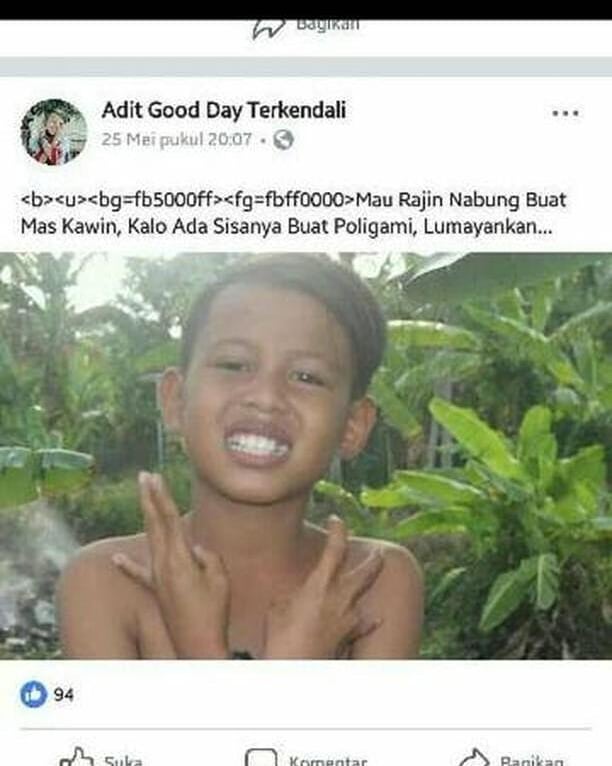 Bagikan
Adit Good Day Terkendali
25 Mei pukul 20:07
<b><u><bg=fb5000ff><fg=fbff0000>Mau Rajin Nabung Buat
Mas Kawin, Kalo Ada Sisanya Buat Poligami, Lumayankan...
94
Suka Komentar Bagikan